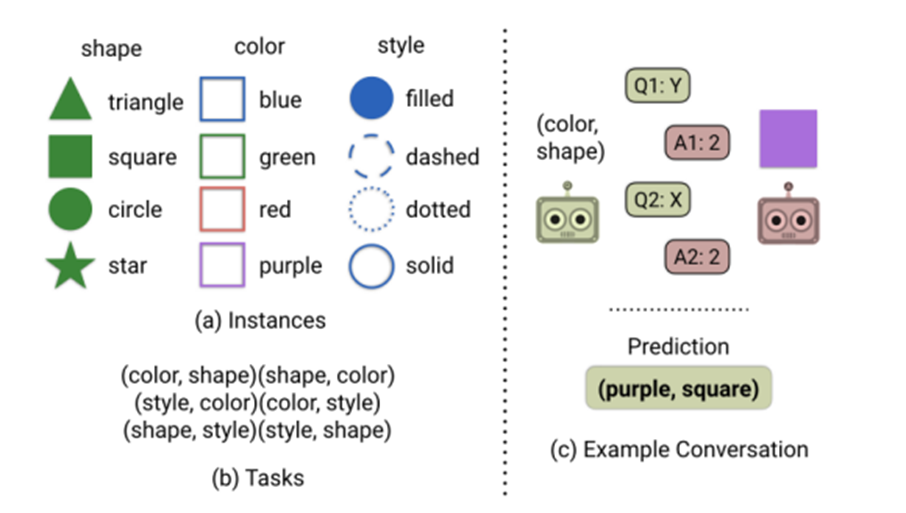 shape color style
triangle blue filled
square green dashed
circle red dotted
star purple solid
(a) Instances
(color, shape)(shape, color)
(style, color)(color, style)
(shape, style)(style, shape)
(b) Tasks
Q1: Y
(color,
shape)
A1: 2
Q2: X
A2: 2
Prediction
(purple, square)
(c) Example Conversation